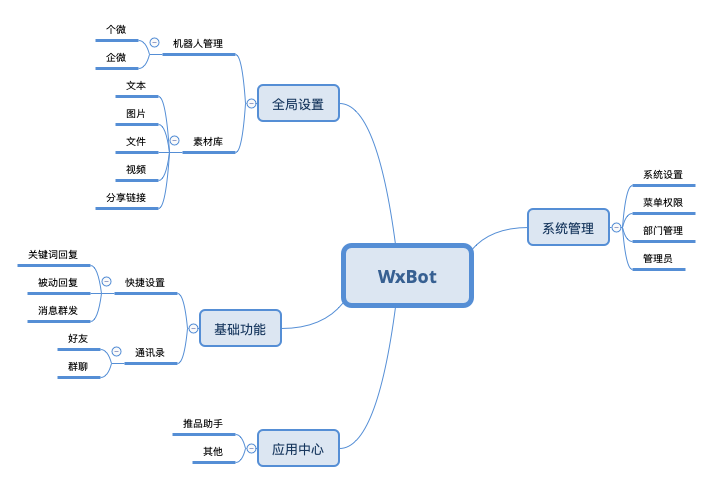 WxBot
全局设置
机器人管理
个微
企微
素材库
文本
图片
文件
视频
分享链接
基础功能
快捷设置
关键词回复
被动回复
消息群发
通讯录
好友
群聊
应用中心
推品助手
其他
系统管理
系统设置
菜单权限
部门管理
管理员